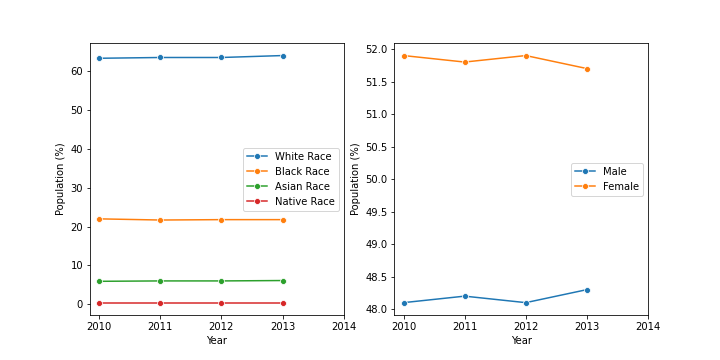 60
50
40
30
20
10
0
Population (%)
2010 2011 2012 2013 2014
Year
White Race
Black Race
Asian Race
Native Race
52.0
51.5
51.0
50.5
50.0
49.5
49.0
48.5
48.0
Population (%)
2010 2011 2012 2013 2014
Year
Male
Female